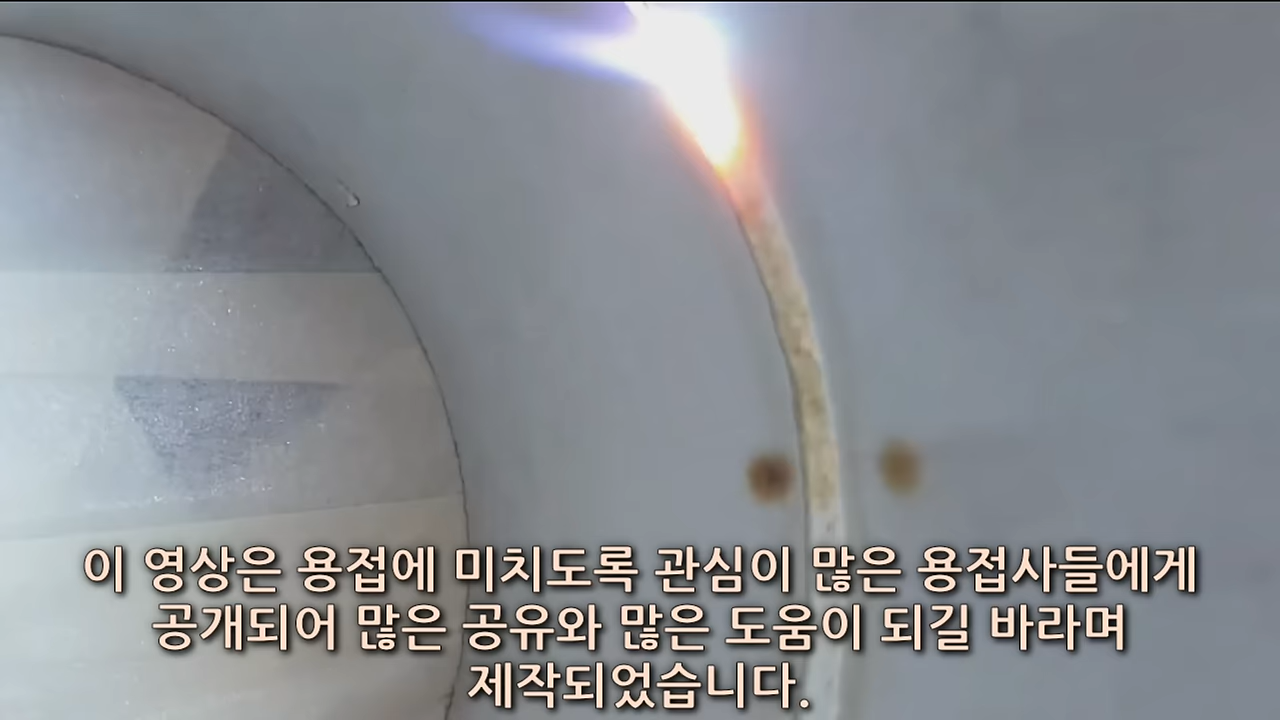 이 영상은 용접에 미치도록 관심이 많은 용접사들에게
공개되어 많은 공유와 많은 도움이 되길 바라며
제작되었습니다.